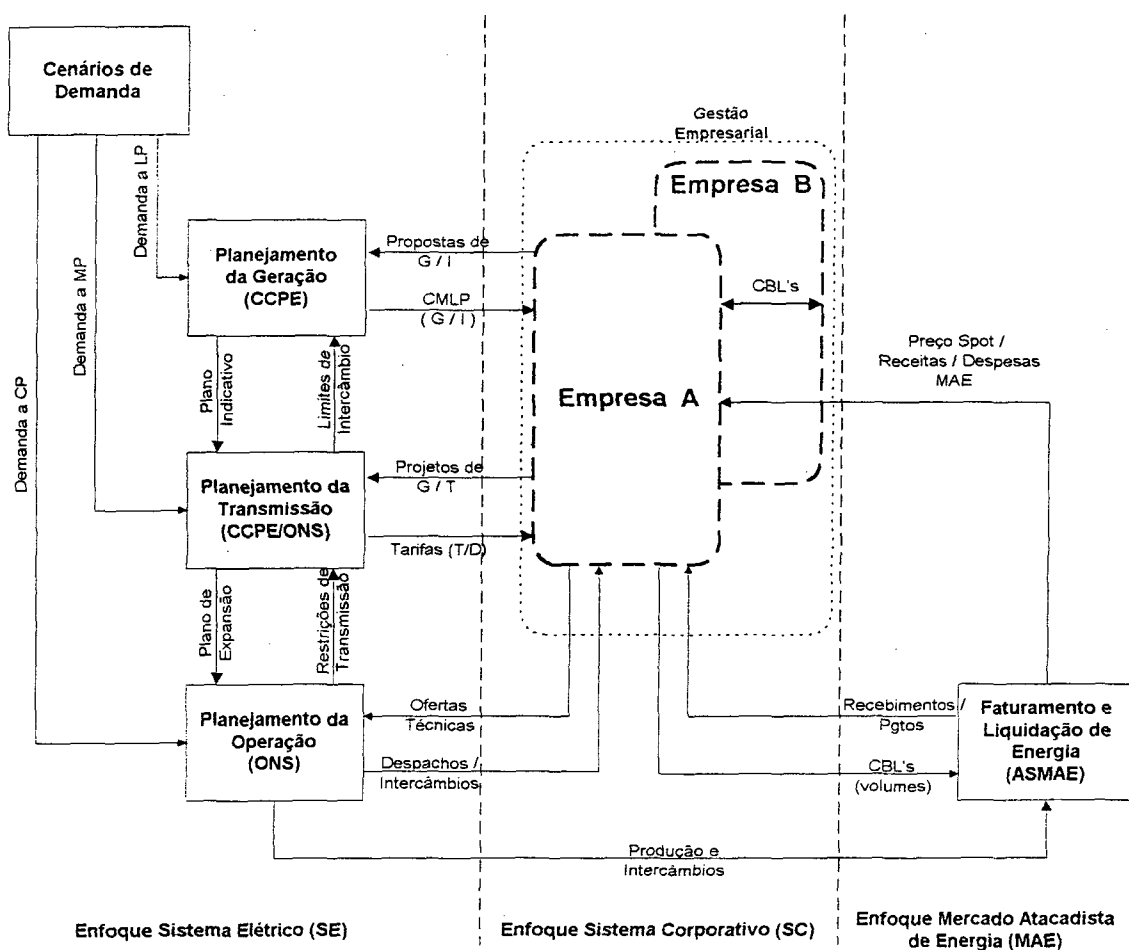 Cenários de
Demanda
Demanda a LP
Demanda a MP
Demanda a CP
Gestão
Empresarial
Empresa B
Planejamento
da Geração
(CCPE)
Propostas de
G / I
CMLP
( G / I )
CBL's
Preço Spot /
Receitas / Despesas
MAE
Plano
Indicativo
Limites de
Intercâmbio
Empresa A
Planejamento da
Transmissão
(CCPE/ONS)
Projetos de
G / T
Tarifas (T/D)
Plano de
Expansão
Restrições de
Transmissão
Planejamento da
Operação
(ONS)
Ofertas
Técnicas
Despachos /
Intercâmbios
Recebimentos /
Pgtos
CBL's
(volumes)
Faturamento e
Liquidação de
Energia
(ASMAE)
Produção e
Intercâmbios
Enfoque Sistema Elétrico (SE)
Enfoque Sistema Corporativo (SC)
Enfoque Mercado Atacadista
de Energia (MAE)